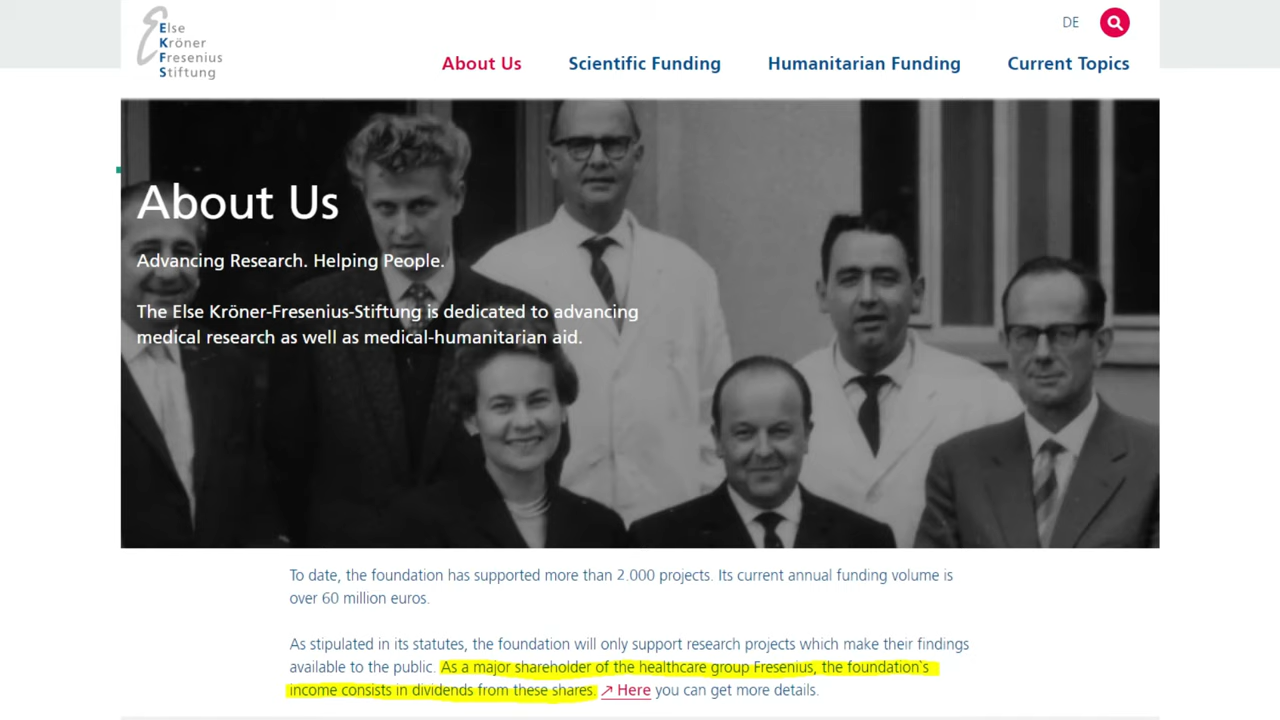 Else
Kröner
Fresenius
Stiftung
DE
About Us
Scientific Funding
Humanitarian Funding
Current Topics
About Us
Advancing Research. Helping People.
The Else Kröner-Fresenius-Stiftung is dedicated to advancing
medical research as well as medical-humanitarian aid.
To date, the foundation has supported more than 2.000 projects. Its current annual funding volume is
over 60 million euros.
As stipulated in its statutes, the foundation will only support research projects which make their findings
available to the public. As a major shareholder of the healthcare group Fresenius, the foundation`s
income consists in dividends from these shares. ↗ Here you can get more details.